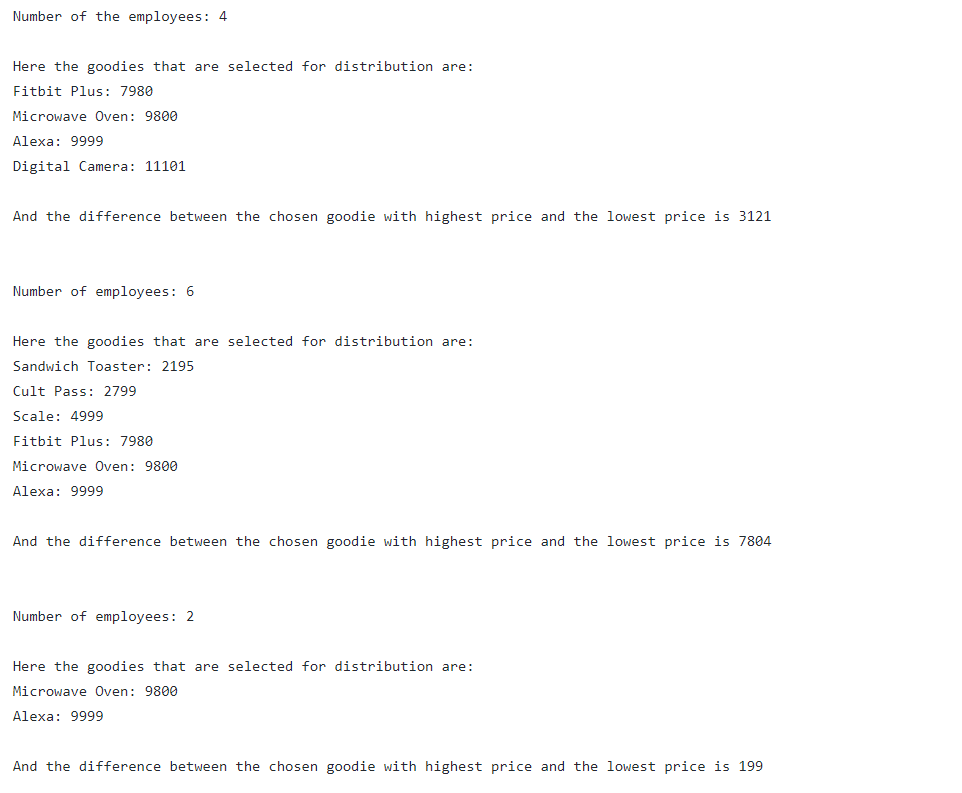 Number of the employees: 4
Here the goodies that are selected for distribution are:
Fitbit Plus: 7980
Microwave Oven: 9800
Alexa: 9999
Digital Camera: 11101
And the difference between the chosen goodie with highest price and the lowest price is 3121
Number of employees: 6
Here the goodies that are selected for distribution are:
Sandwich Toaster: 2195
Cult Pass: 2799
Scale: 4999
Fitbit Plus: 7980
Microwave Oven: 9800
Alexa: 9999
And the difference between the chosen goodie with highest price and the lowest price is 7804
Number of employees: 2
Here the goodies that are selected for distribution are:
Microwave Oven: 9800
Alexa: 9999
And the difference between the chosen goodie with highest price and the lowest price is 199